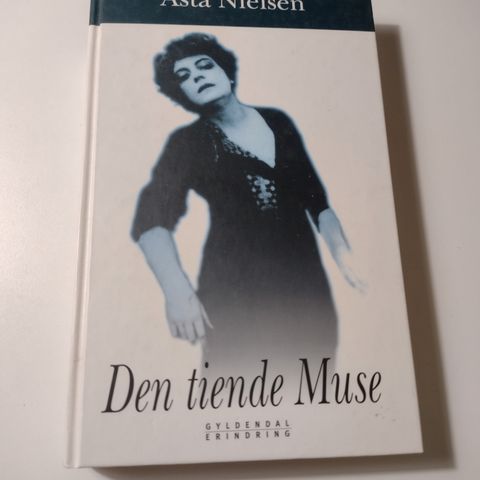 Asta Nielsen
Den tiende Muse
GYLDENDAL
ERINDRING